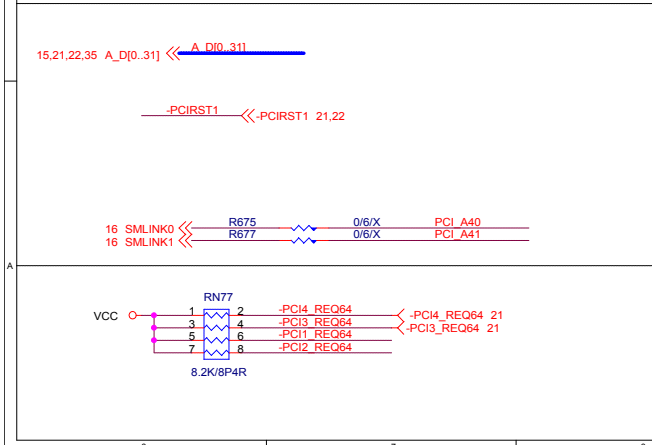 A_D[0..31]
15,21,22,35 A_D[0..31]
-PCIRST1
-PCIRST1 21,22
16 SMLINK0 R675 0/6/X PCI_A40
16 SMLINK1 R677 0/6/X PCI_A41
A
RN77
VCC 1 2 -PCI4_REQ64 -PCI4_REQ64 21
3 4 -PCI3_REQ64 -PCI3_REQ64 21
5 6 -PCI1_REQ64
7 8 -PCI2_REQ64
8.2K/8P4R